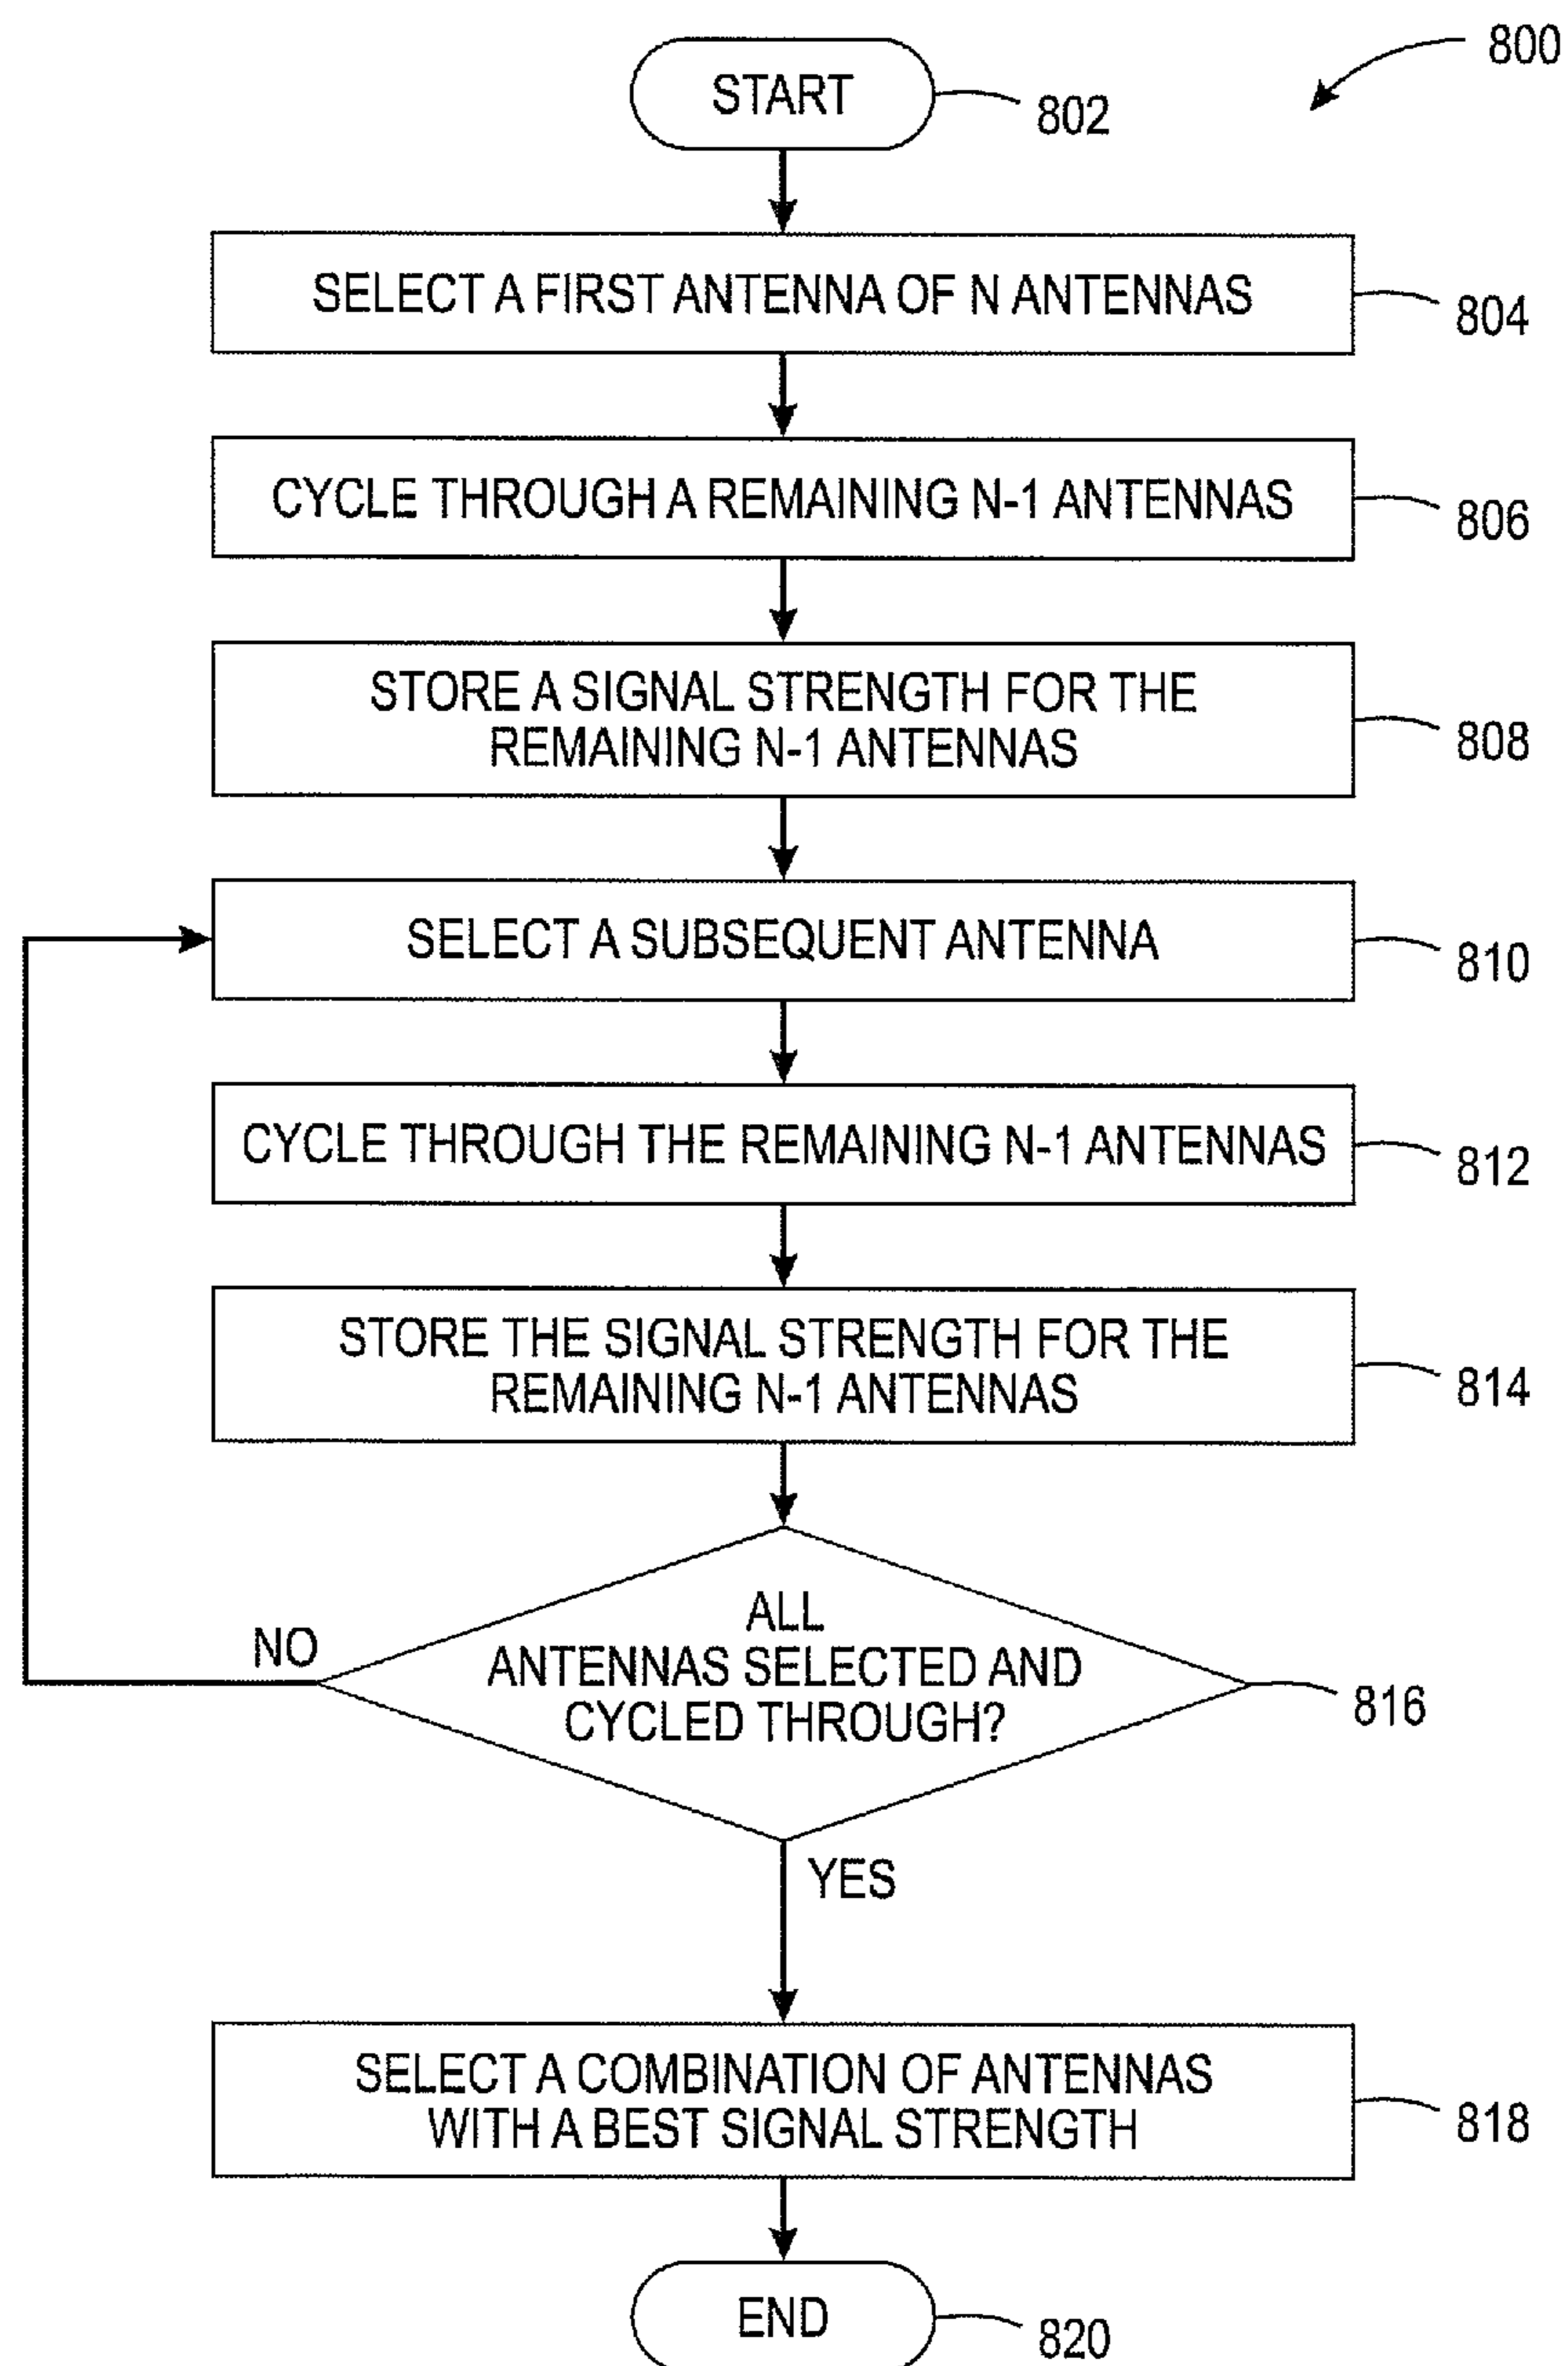 800
START
802
SELECT A FIRST ANTENNA OF N ANTENNAS
804
CYCLE THROUGH A REMAINING N-1 ANTENNAS
806
STORE A SIGNAL STRENGTH FOR THE
REMAINING N-1 ANTENNAS
808
SELECT A SUBSEQUENT ANTENNA
810
CYCLE THROUGH THE REMAINING N-1 ANTENNAS
812
STORE THE SIGNAL STRENGTH FOR THE
REMAINING N-1 ANTENNAS
814
ALL
ANTENNAS SELECTED AND
CYCLED THROUGH?
NO
816
YES
SELECT A COMBINATION OF ANTENNAS
WITH A BEST SIGNAL STRENGTH
818
END
820